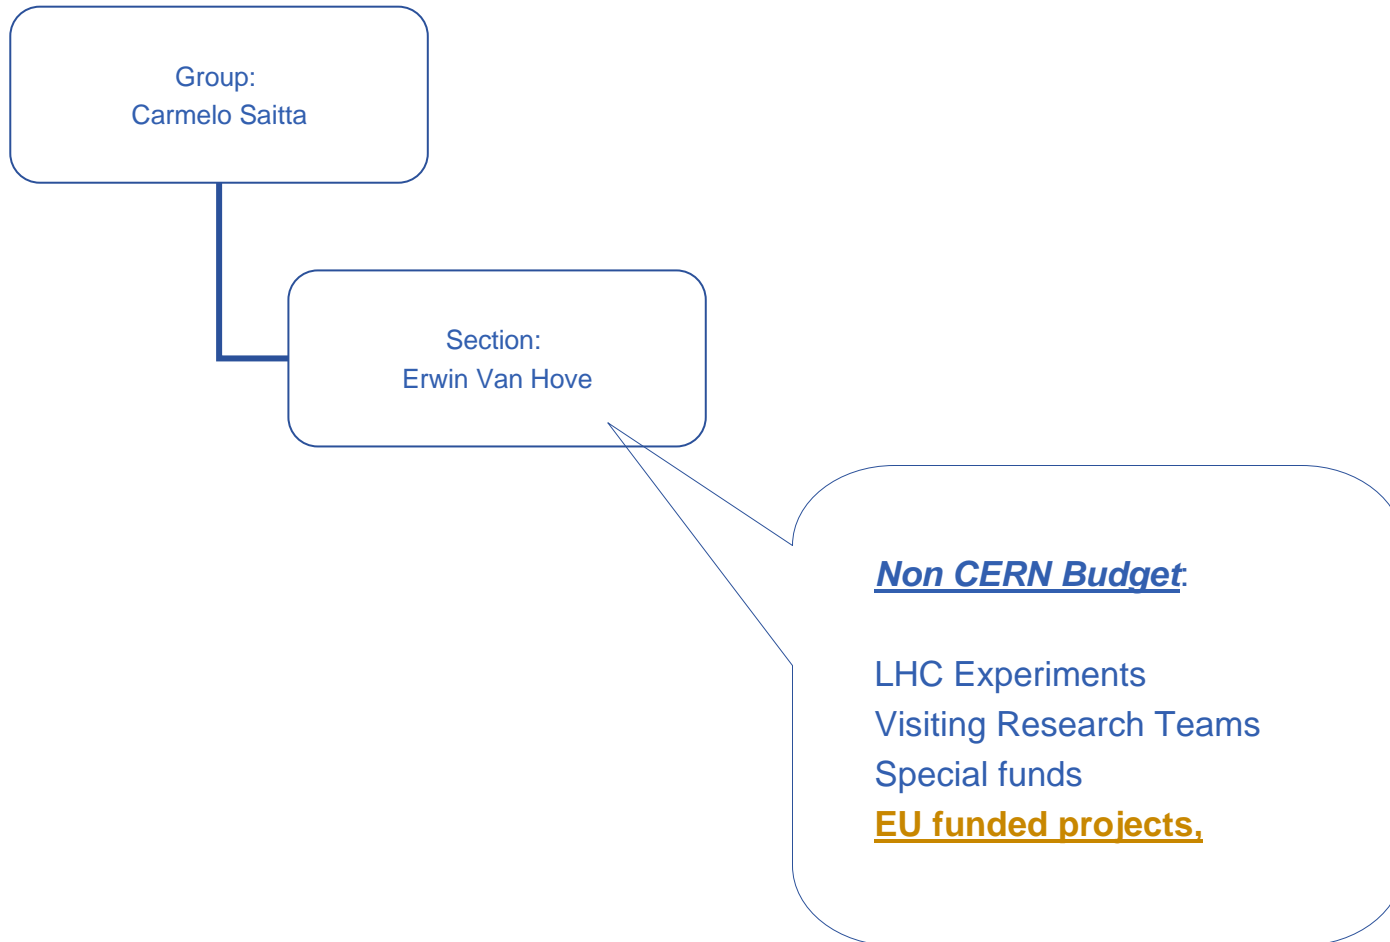 Group:
Carmelo Saitta
Section:
Erwin Van Hove
Non CERN Budget:
LHC Experiments
Visiting Research Teams
Special funds
EU funded projects,